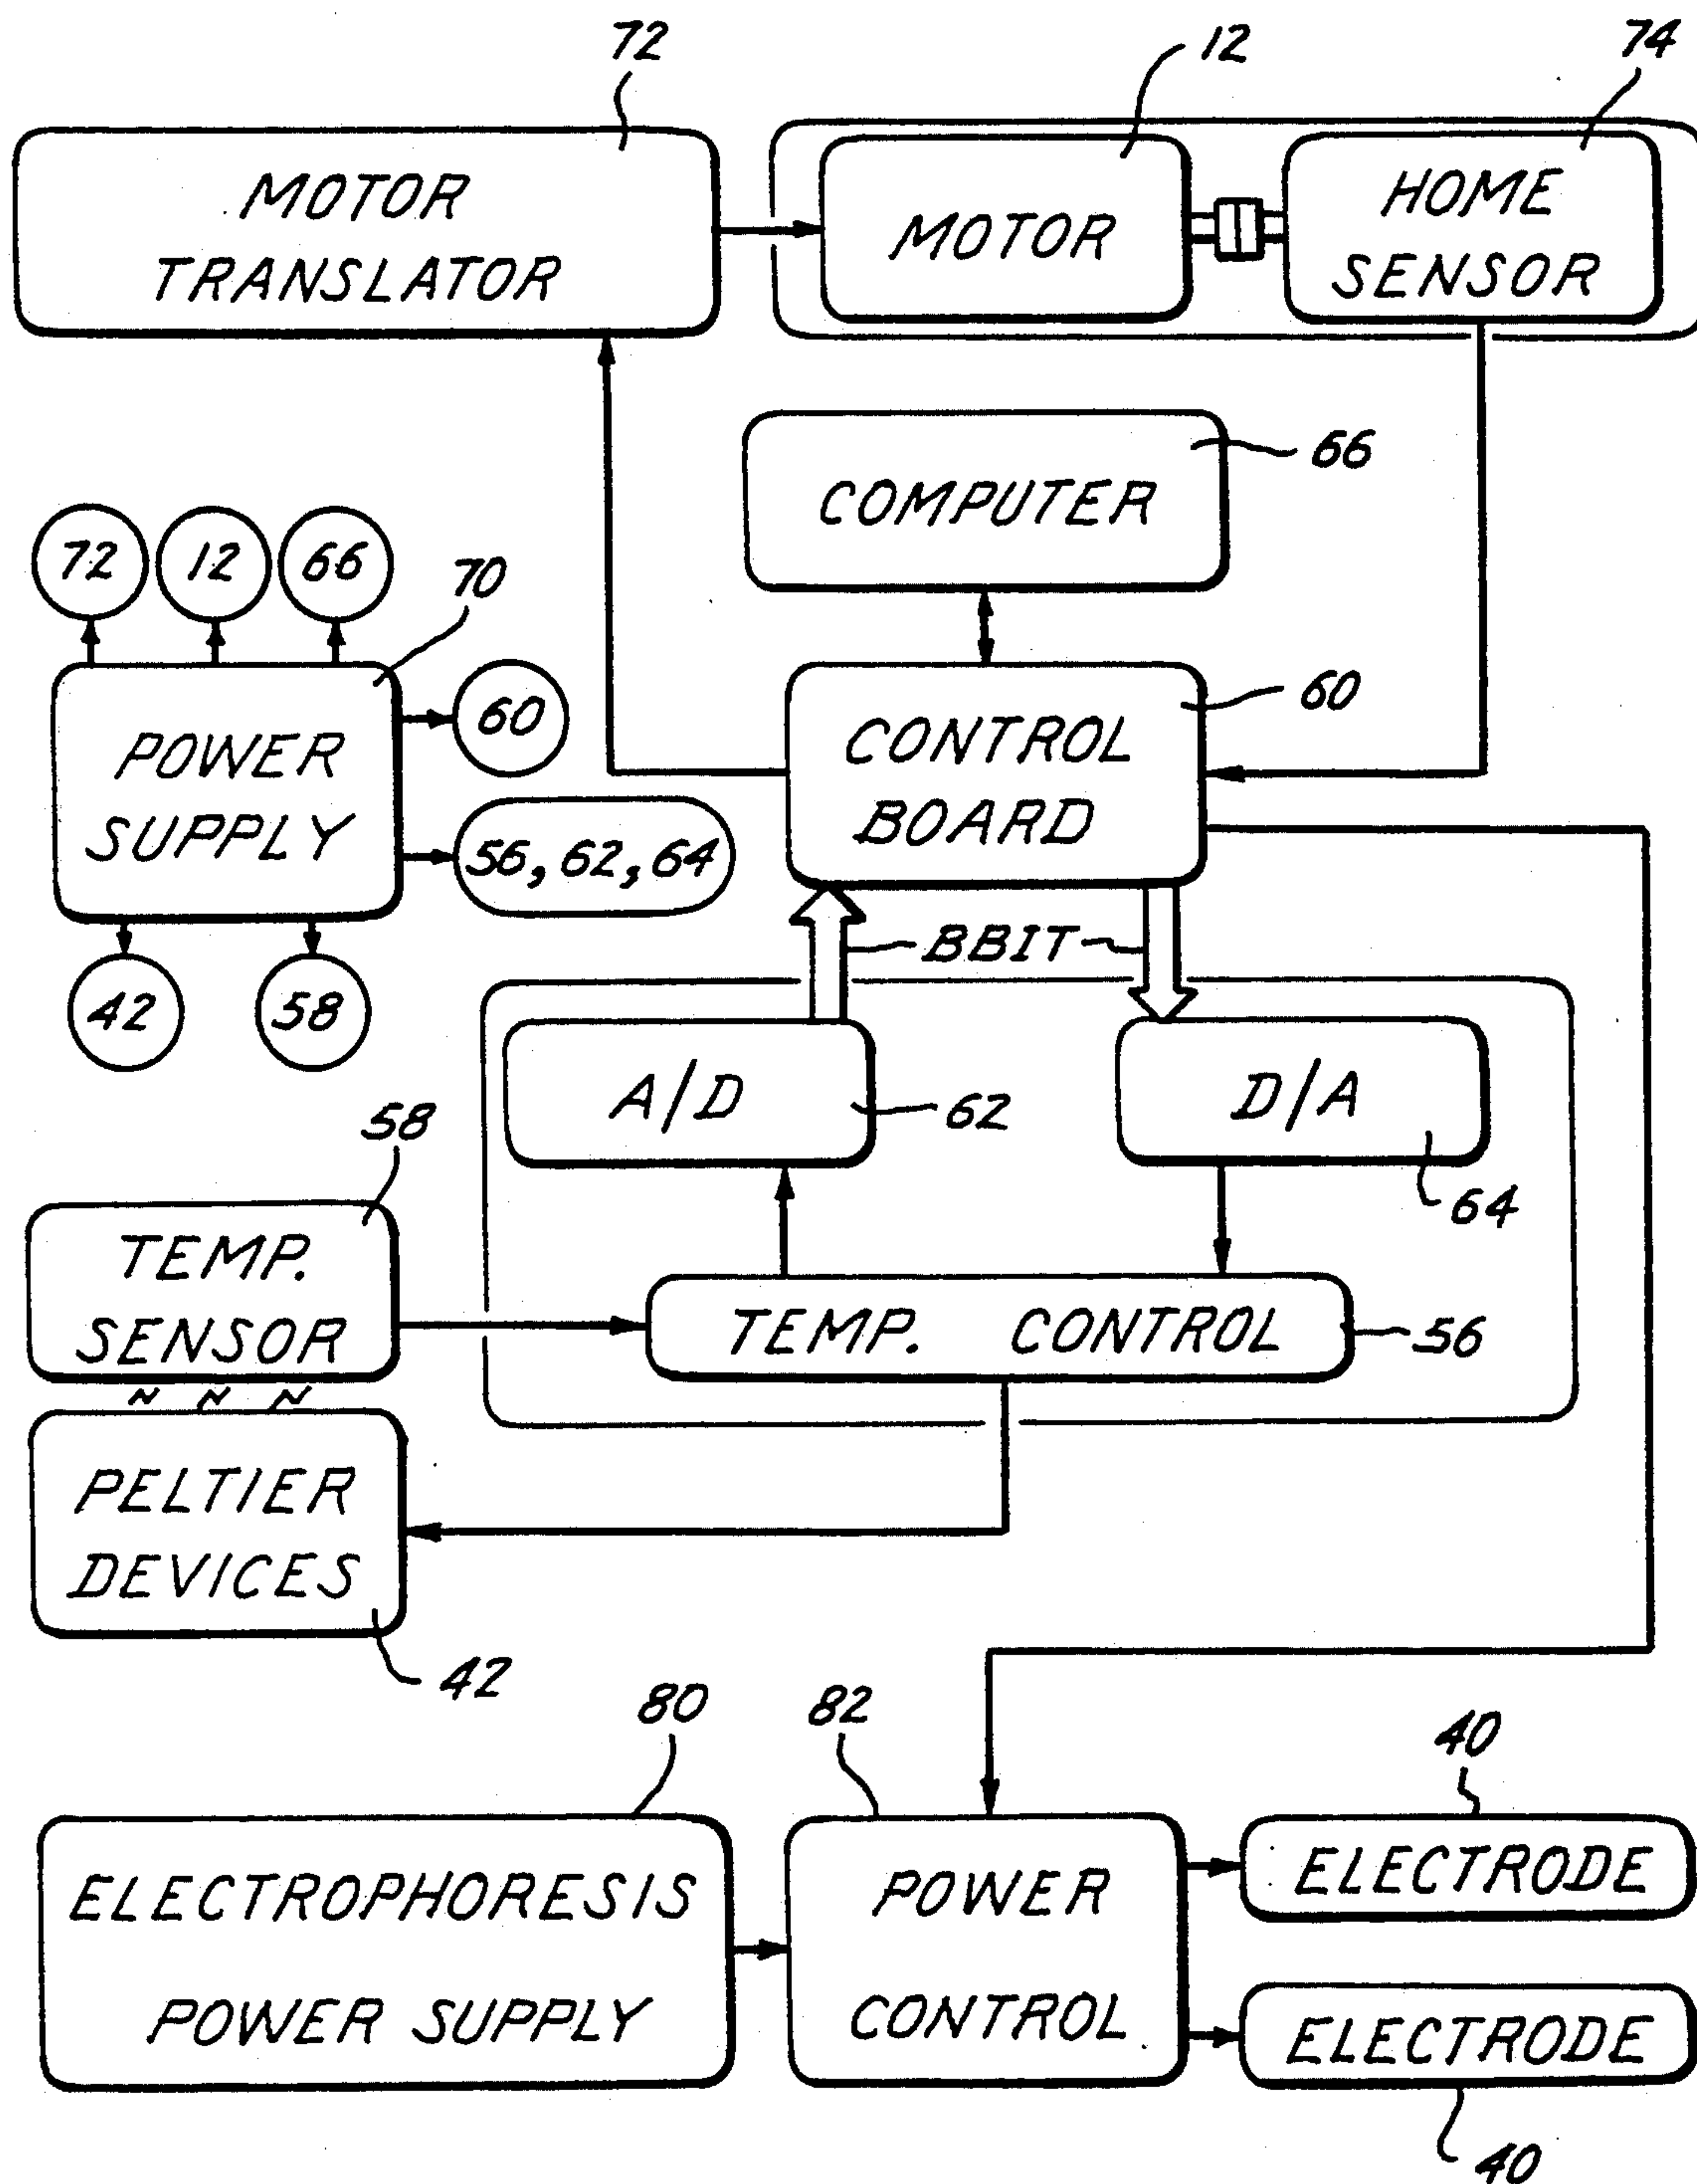 72
12
74
MOTOR
TRANSLATOR
MOTOR
HOME
SENSOR
COMPUTER
66
72
12
66
70
POWER
SUPPLY
60
56, 62, 64
42
58
CONTROL
BOARD
60
BBIT
A/D
62
D/A
64
58
TEMP.
SENSOR
TEMP. CONTROL
56
PELTIER
DEVICES
42
80
82
40
ELECTROPHORESIS
POWER SUPPLY
POWER
CONTROL
ELECTRODE
ELECTRODE
40